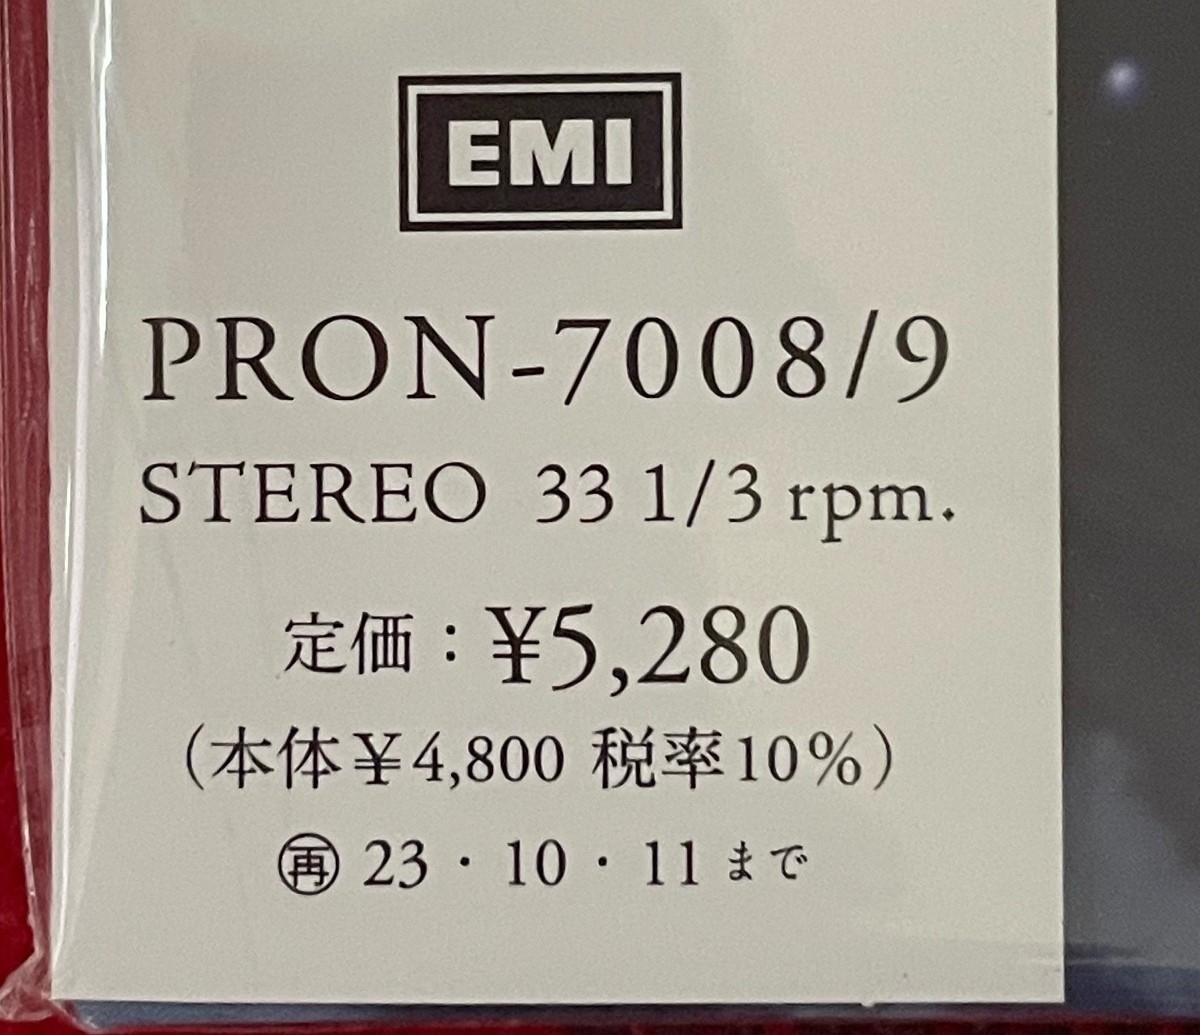 EMI
PRON-7008/9
STEREO 33 1/3 rpm.
定価：¥5,280
（本体¥4,800 税率10%）
㊢ 23・10・11まで